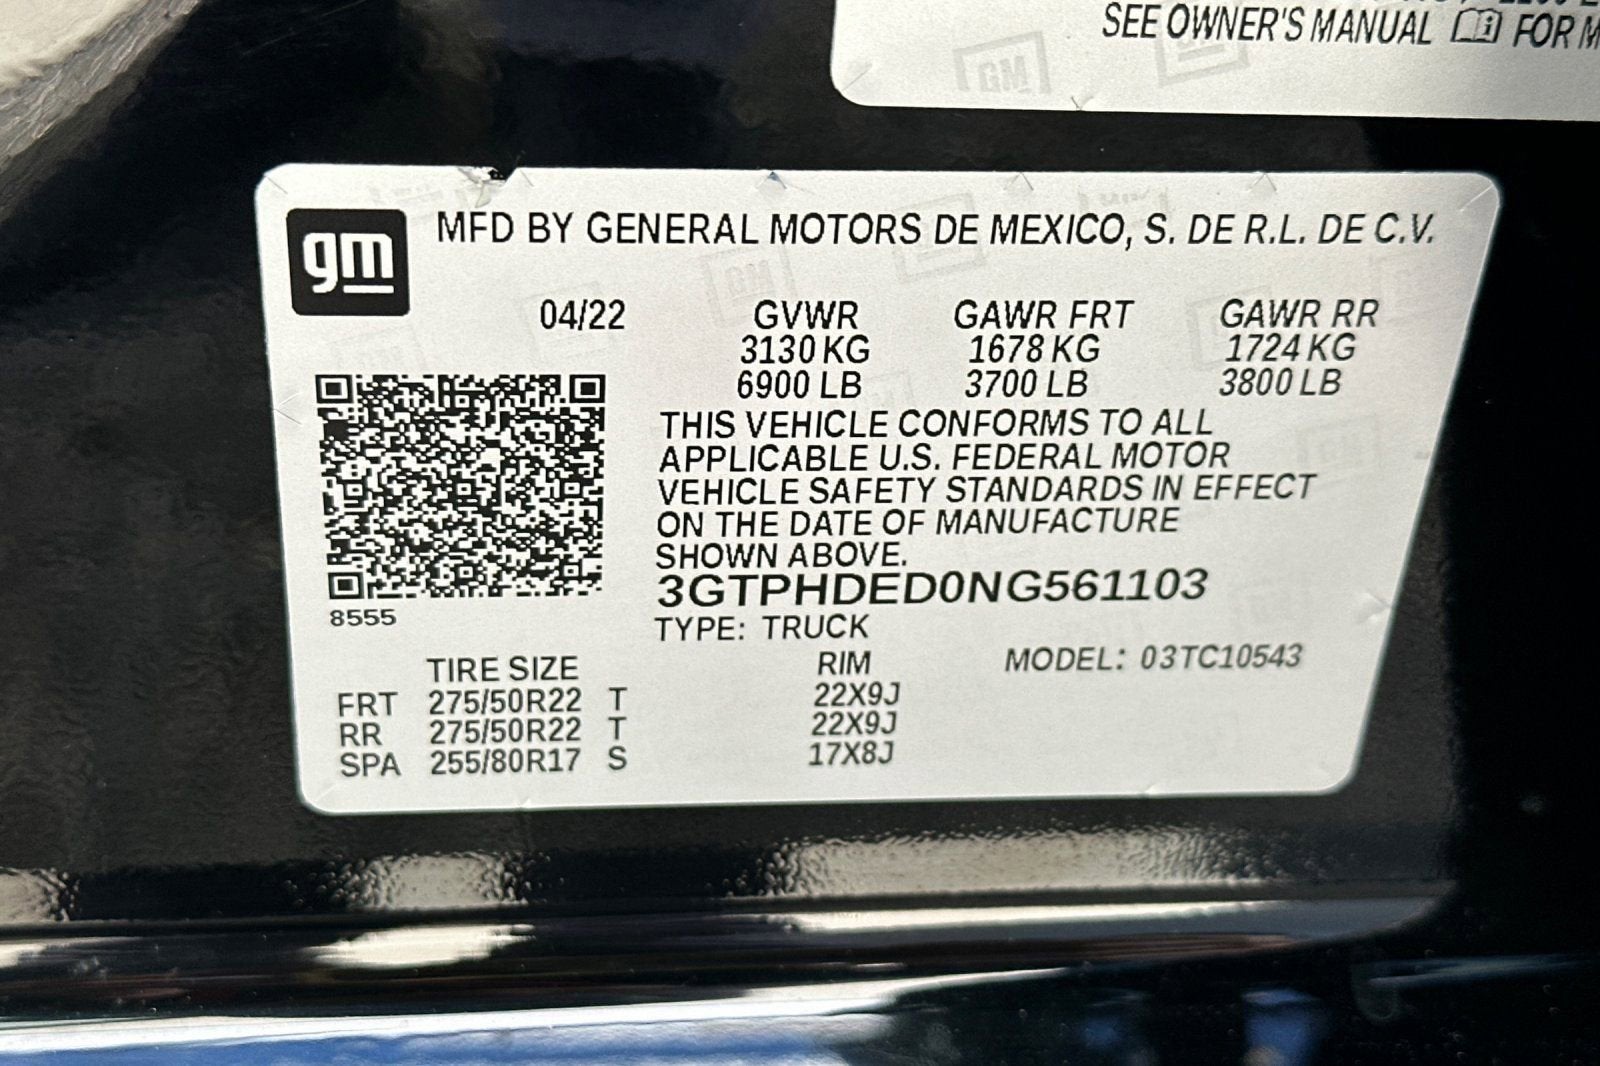 SEE OWNER'S MANUAL FOR
gm
MFD BY GENERAL MOTORS DE MEXICO, S. DE R.L. DE C.V.
04/22 GVWR GAWR FRT GAWR RR
3130 KG 1678 KG 1724 KG
6900 LB 3700 LB 3800 LB
THIS VEHICLE CONFORMS TO ALL
APPLICABLE U.S. FEDERAL MOTOR
VEHICLE SAFETY STANDARDS IN EFFECT
ON THE DATE OF MANUFACTURE
SHOWN ABOVE.
3GTPHDED0NG561103
8555
TYPE: TRUCK
TIRE SIZE RIM MODEL: 03TC10543
FRT 275/50R22 T 22X9J
RR 275/50R22 T 22X9J
SPA 255/80R17 S 17X8J